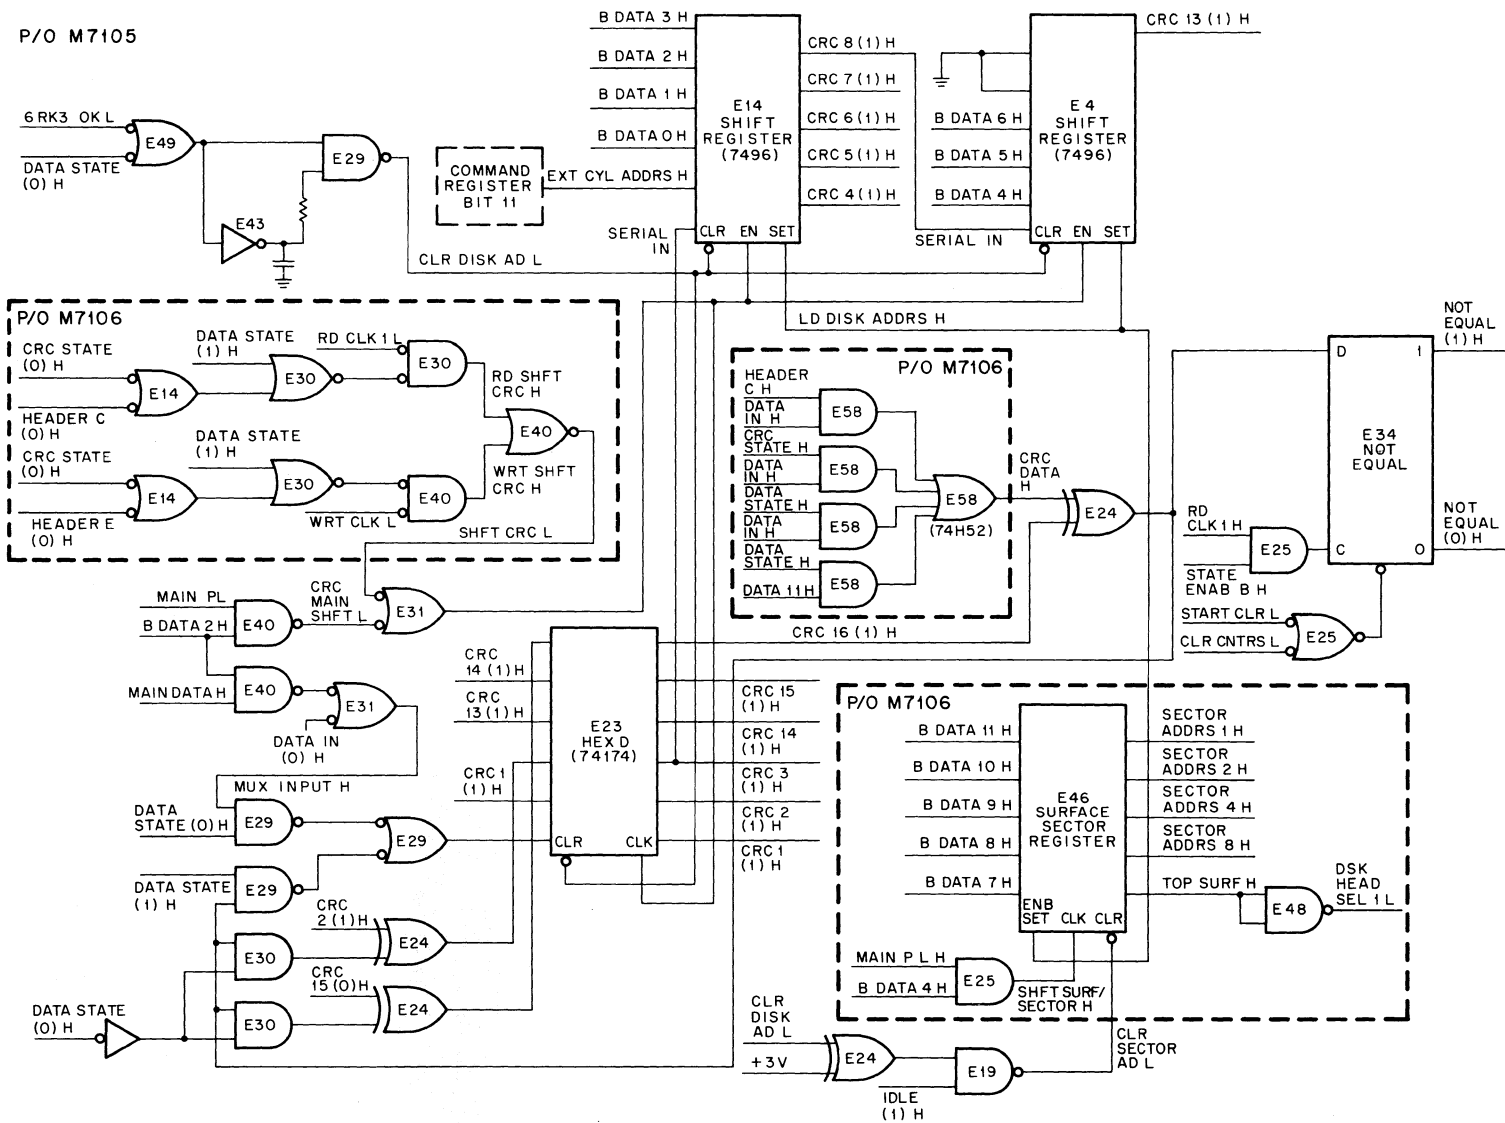 P/O M7105
6 RK3 OK L
DATA STATE
(0) H
E49
E29
E43
COMMAND
REGISTER
BIT 11
EXT CYL ADDRS H
CLR DISK AD L
B DATA 3 H
B DATA 2 H
B DATA 1 H
B DATA 0 H
E14
SHIFT
REGISTER
(7496)
CLR EN SET
SERIAL
IN
CRC 8 (1) H
CRC 7 (1) H
CRC 6 (1) H
CRC 5 (1) H
CRC 4 (1) H
B DATA 6 H
B DATA 5 H
B DATA 4 H
SERIAL IN
E 4
SHIFT
REGISTER
(7496)
CLR EN SET
CRC 13 (1) H
LD DISK ADDRS H
P/O M7106
CRC STATE
(0) H
HEADER C
(0) H
E14
DATA STATE
(1) H
E30
RD CLK 1 L
E30
RD SHFT
CRC H
CRC STATE
(0) H
HEADER E
(0) H
E14
DATA STATE
(1) H
E30
WRT CLK L
E40
WRT SHFT
CRC H
E40
SHFT CRC L
P/O M7106
HEADER
C H
DATA
IN H
CRC
STATE H
DATA
IN H
DATA
STATE H
DATA
IN H
DATA
STATE H
DATA 11 H
E58
E58
E58
E58
E58
(74H52)
CRC
DATA
H
E24
NOT
EQUAL
(1) H
D 1
E34
NOT
EQUAL
C 0
NOT
EQUAL
(0) H
RD
CLK 1 H
STATE
ENAB B H
E25
START CLR L
CLR CNTRS L
E25
MAIN PL
B DATA 2 H
E40
CRC
MAIN
SHFT L
E31
MAIN DATA H
E40
DATA IN
(0) H
E31
MUX INPUT H
DATA
STATE (0) H
E29
E29
DATA STATE
(1) H
E29
E30
E30
DATA STATE
(0) H
CRC
2 (1) H
E24
CRC
15 (0) H
E24
CRC
14 (1) H
CRC
13 (1) H
CRC 1
(1) H
E23
HEX D
(74174)
CLR CLK
CRC 16 (1) H
CRC 15
(1) H
CRC 14
(1) H
CRC 3
(1) H
CRC 2
(1) H
CRC 1
(1) H
P/O M7106
B DATA 11 H
B DATA 10 H
B DATA 9 H
B DATA 8 H
B DATA 7 H
E46
SURFACE
SECTOR
REGISTER
ENB
SET CLK CLR
SECTOR
ADDRS 1 H
SECTOR
ADDRS 2 H
SECTOR
ADDRS 4 H
SECTOR
ADDRS 8 H
TOP SURF H
E48
DSK
HEAD
SEL 1 L
MAIN P L H
B DATA 4 H
E25
SHFT SURF/
SECTOR H
CLR
DISK
AD L
+3V
E24
IDLE
(1) H
E19
CLR
SECTOR
AD L